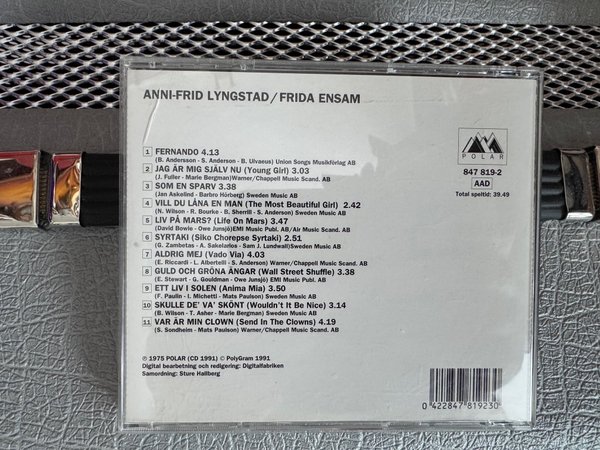 ANNI-FRID LYNGSTAD/FRIDA ENSAM
1 FERNANDO 4.13
(B. Andersson - S. Anderson - B. Ulvaeus) Union Songs Musikförlag AB
2 JAG ÄR MIG SJÄLV NU (Young Girl) 3.03
(J. Fuller - Marie Bergman)Warner/Chappell Music Scand. AB
3 SOM EN SPARV 3.38
(Jan Askelind - Barbro Hörberg) Sweden Music AB
4 VILL DU LÅNA EN MAN (The Most Beautiful Girl) 2.42
(N. Wilson - R. Bourke - B. Sherrill - S. Anderson) Sweden Music AB
5 LIV PÅ MARS? (Life On Mars) 3.47
(David Bowie - Owe Junsjö)EMI Music Publ. AB/Air Music Scand. AB
6 SYRTAKI (Siko Chorepse Syrtaki) 2.51
(G. Zambetas - A. Sakelarios - Sam J. Lundwall)Sweden Music AB
7 ALDRIG MEJ (Vado Via) 4.03
(E. Riccardi - L. Albertelli - S. Anderson) Warner/Chappell Music Scand. AB
8 GULD OCH GRÖNA ÄNGAR (Wall Street Shuffle) 3.38
(E. Stewart - G. Gouldman - Owe Junsjö) EMI Music Publ. AB
9 ETT LIV I SOLEN (Anima Mia) 3.50
(F. Paulin - I. Michetti - Mats Paulson) Sweden Music AB
10 SKULLE DE' VA' SKÖNT (Wouldn't It Be Nice) 3.14
(B. Wilson - T. Asher - Marie Bergman) Warner/Chappell Music Scand. AB
11 VAR ÄR MIN CLOWN (Send In The Clowns) 4.19
(S. Sondheim - Mats Paulson) Warner/Chappell Music Scand. AB
℗ 1975 POLAR (CD 1991) © PolyGram 1991
Digital bearbetning och redigering: Digitalfabriken
Samordning: Sture Hallberg
POLAR
847 819-2
AAD
Total speltid: 39.49
0 422847 819230